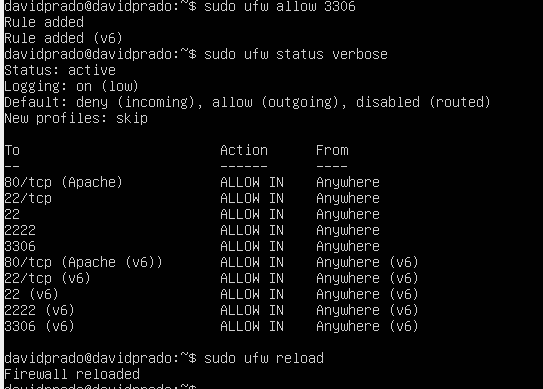 davidprado@davidprado:~$ sudo ufw allow 3306
Rule added
Rule added (v6)
davidprado@davidprado:~$ sudo ufw status verbose
Status: active
Logging: on (low)
Default: deny (incoming), allow (outgoing), disabled (routed)
New profiles: skip

To                         Action      From
--                         ------      ----
80/tcp (Apache)            ALLOW IN    Anywhere
22/tcp                     ALLOW IN    Anywhere
22                         ALLOW IN    Anywhere
2222                       ALLOW IN    Anywhere
3306                       ALLOW IN    Anywhere
80/tcp (Apache (v6))       ALLOW IN    Anywhere (v6)
22/tcp (v6)                ALLOW IN    Anywhere (v6)
22 (v6)                    ALLOW IN    Anywhere (v6)
2222 (v6)                  ALLOW IN    Anywhere (v6)
3306 (v6)                  ALLOW IN    Anywhere (v6)

davidprado@davidprado:~$ sudo ufw reload
Firewall reloaded
davidprado@davidprado:~$